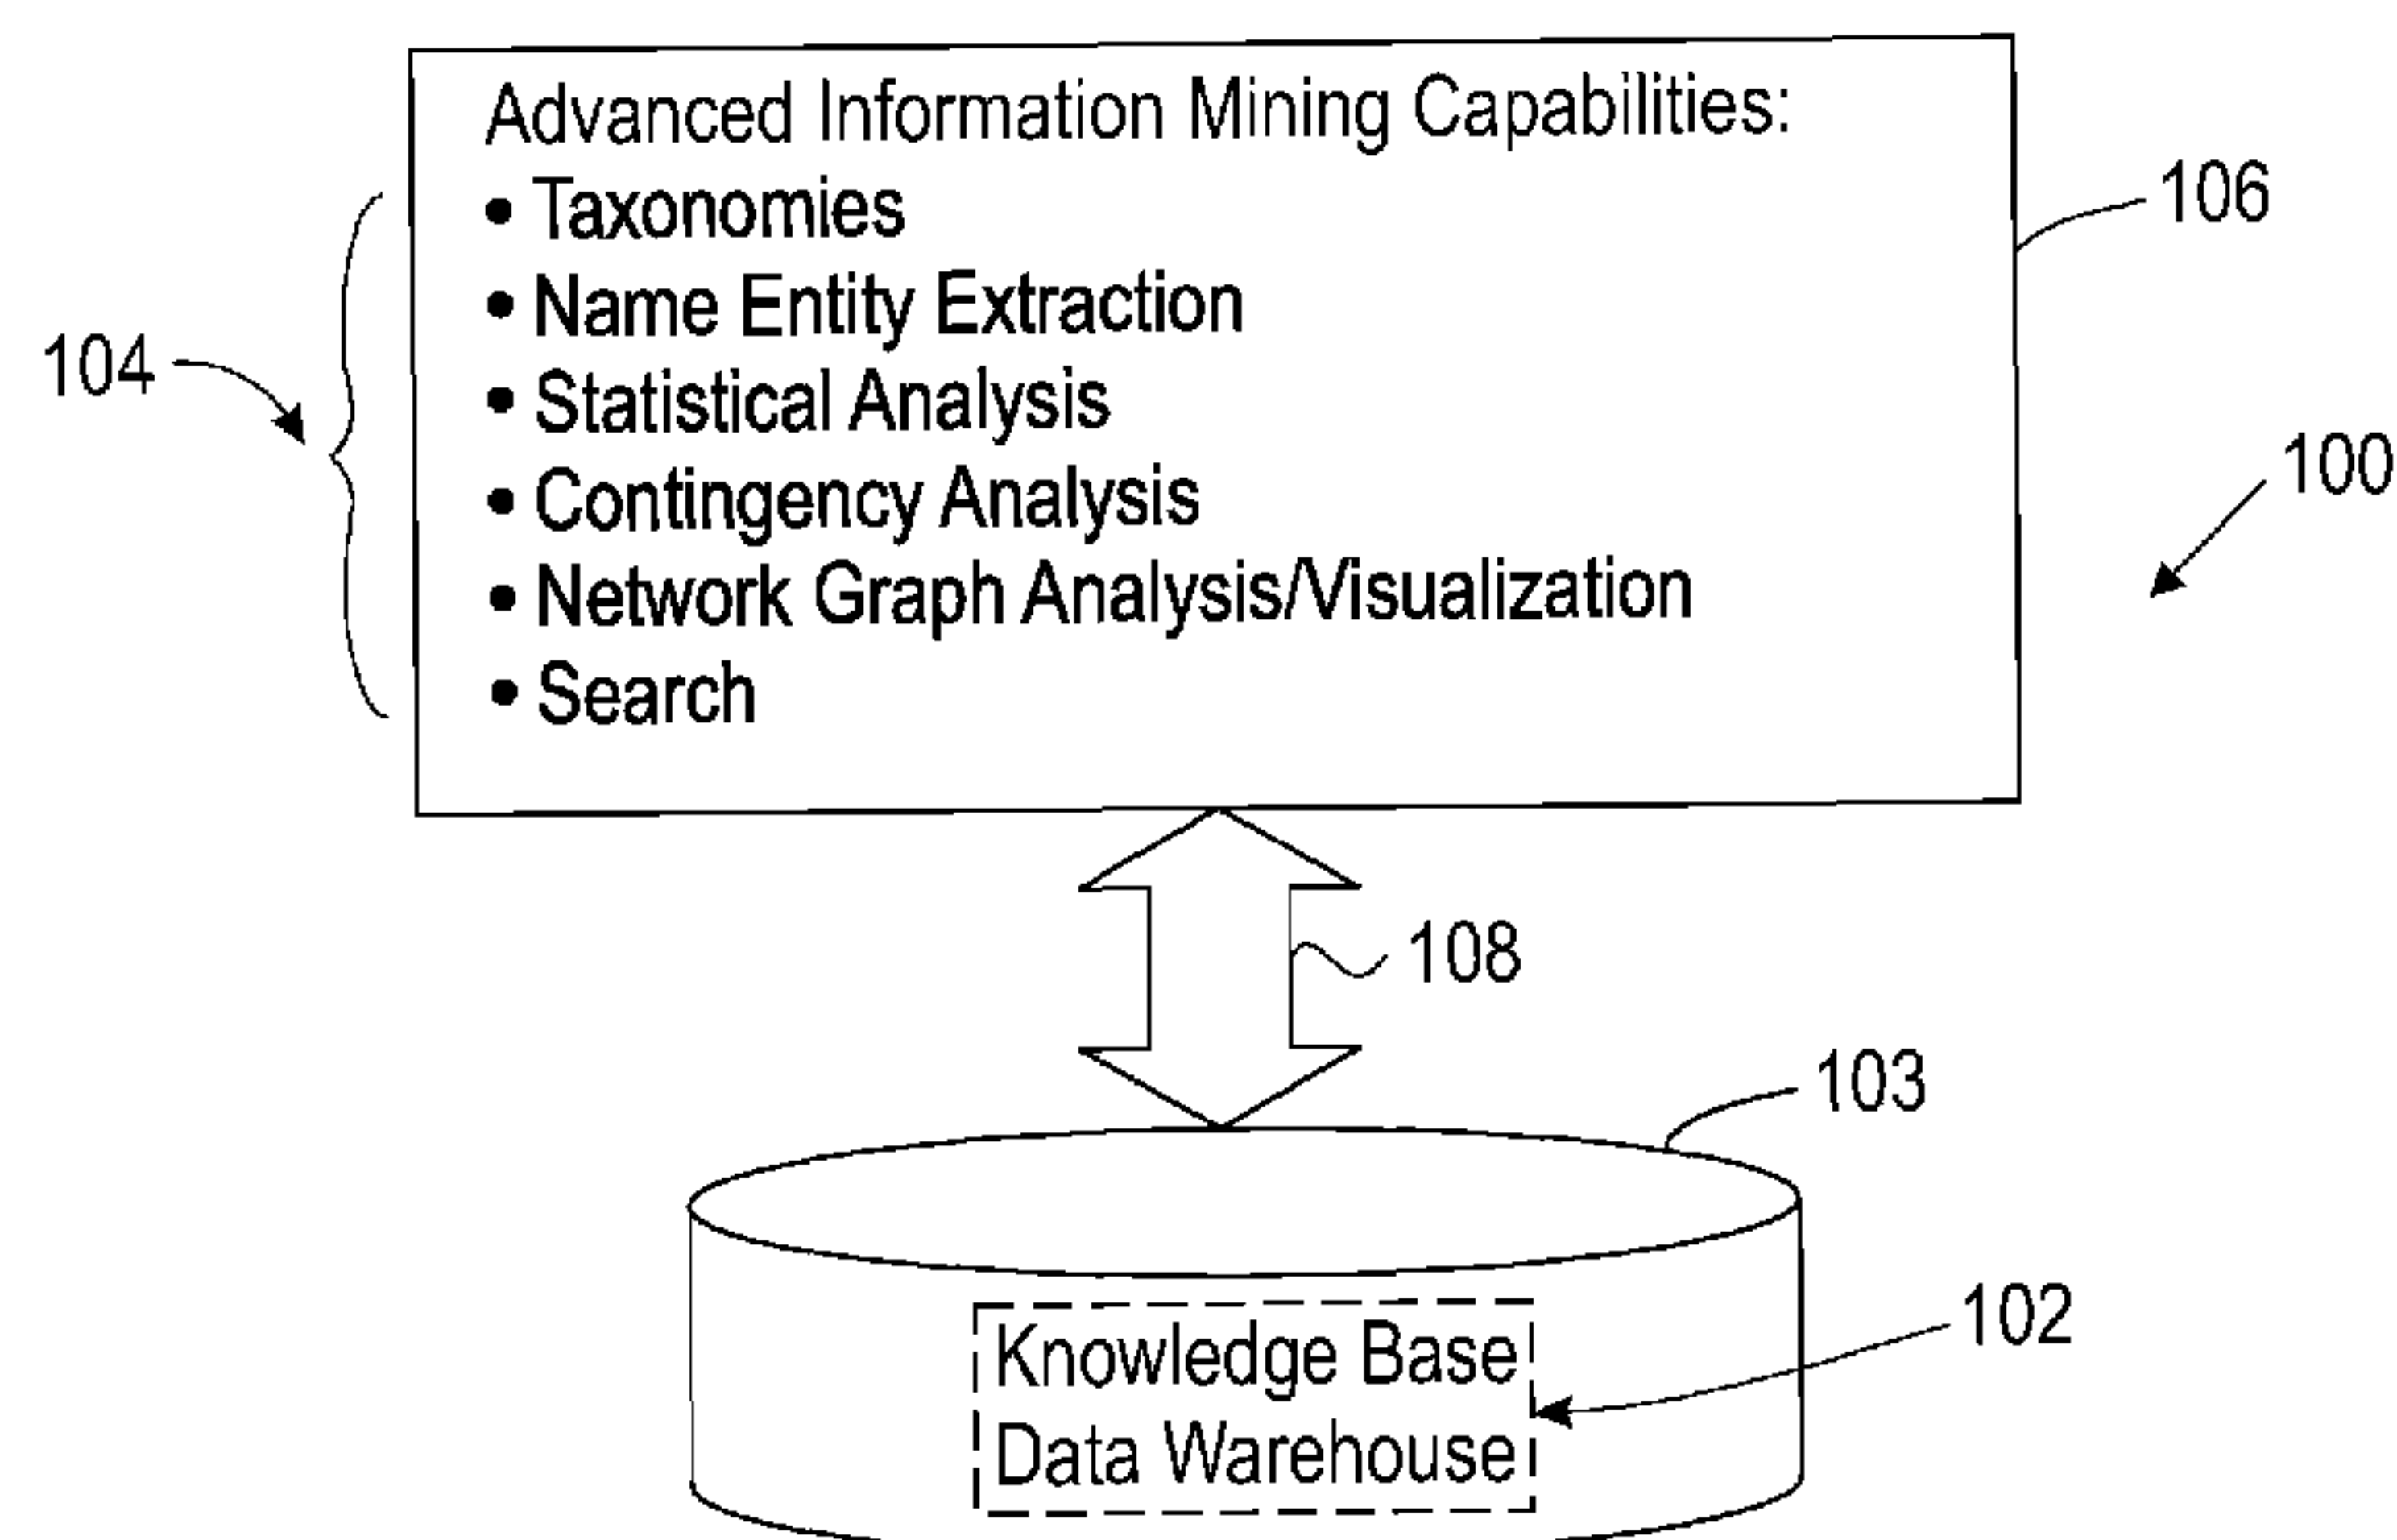 Advanced Information Mining Capabilities:
• Taxonomies
106
• Name Entity Extraction
104
• Statistical Analysis
100
• Contingency Analysis
• Network Graph Analysis/Visualization
• Search
108
103
102
Knowledge Base
Data Warehouse